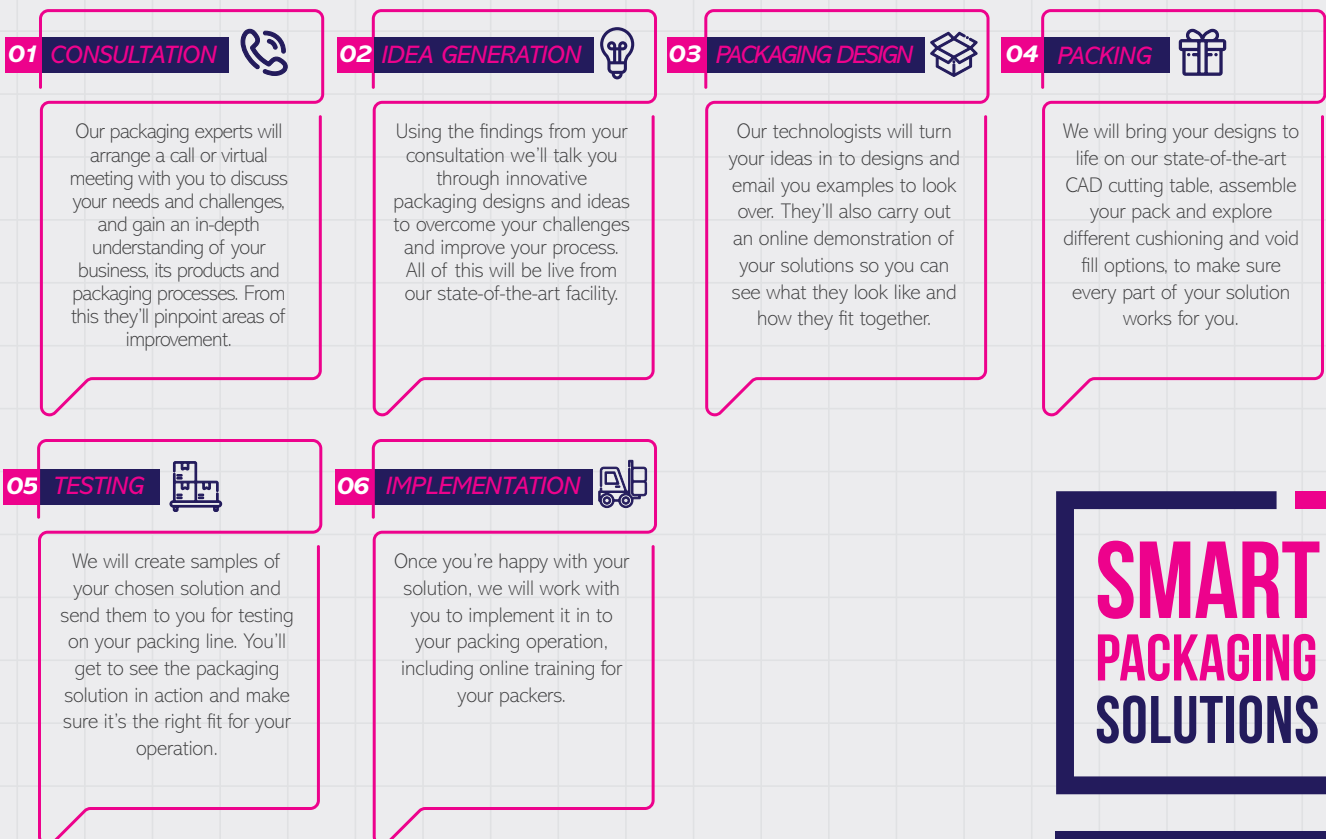 01 CONSULTATION
Our packaging experts will
arrange a call or virtual
meeting with you to discuss
your needs and challenges,
and gain an in-depth
understanding of your
business, its products and
packaging processes. From
this they’ll pinpoint areas of
improvement.
02 IDEA GENERATION
Using the findings from your
consultation we’ll talk you
through innovative
packaging designs and ideas
to overcome your challenges
and improve your process.
All of this will be live from
our state-of-the-art facility.
03 PACKAGING DESIGN
Our technologists will turn
your ideas in to designs and
email you examples to look
over. They’ll also carry out
an online demonstration of
your solutions so you can
see what they look like and
how they fit together.
04 PACKING
We will bring your designs to
life on our state-of-the-art
CAD cutting table, assemble
your pack and explore
different cushioning and void
fill options, to make sure
every part of your solution
works for you.
05 TESTING
We will create samples of
your chosen solution and
send them to you for testing
on your packing line. You’ll
get to see the packaging
solution in action and make
sure it’s the right fit for your
operation.
06 IMPLEMENTATION
Once you’re happy with your
solution, we will work with
you to implement it in to
your packing operation,
including online training for
your packers.
SMART
PACKAGING
SOLUTIONS